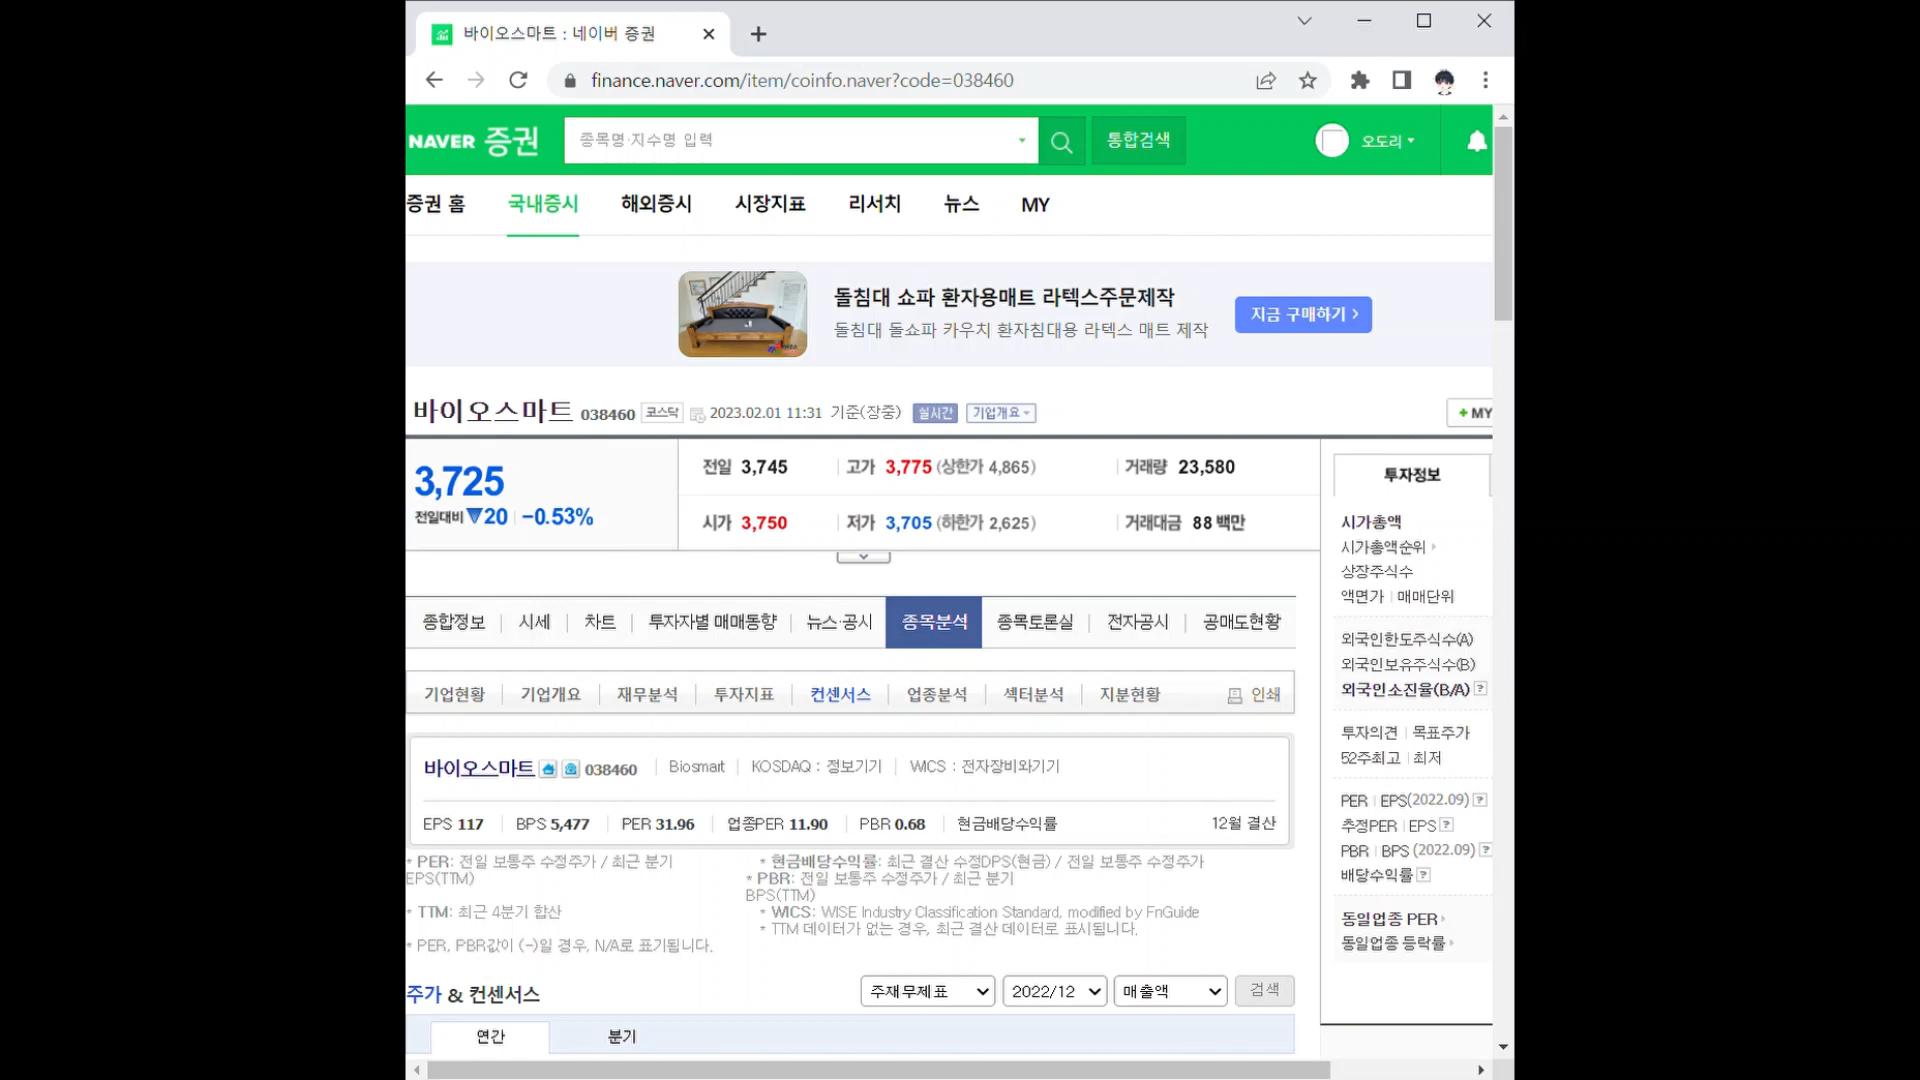 바이오스마트 : 네이버 증권
finance.naver.com/item/coinfo.naver?code=038460
NAVER 증권
종목명·지수명 입력
통합검색
오도리
증권 홈 국내증시 해외증시 시장지표 리서치 뉴스 MY
돌침대 쇼파 환자용매트 라텍스주문제작
돌침대 돌쇼파 카우치 환자침대용 라텍스 매트 제작
지금 구매하기 >
바이오스마트 038460 코스닥 2023.02.01 11:31 기준(장중) 실시간 기업개요
+ MY
3,725
전일대비 ▼20 -0.53%
전일 3,745 고가 3,775 (상한가 4,865) 거래량 23,580
시가 3,750 저가 3,705 (하한가 2,625) 거래대금 88 백만
종합정보 시세 차트 투자자별 매매동향 뉴스·공시 종목분석 종목토론실 전자공시 공매도현황
기업현황 기업개요 재무분석 투자지표 컨센서스 업종분석 섹터분석 지분현황 인쇄
바이오스마트 038460 Biosmart KOSDAQ : 정보기기 WICS : 전자장비와기기
EPS 117 BPS 5,477 PER 31.96 업종PER 11.90 PBR 0.68 현금배당수익률 12월 결산
* PER: 전일 보통주 수정주가 / 최근 분기
EPS(TTM)
* 현금배당수익률: 최근 결산 수정DPS(현금) / 전일 보통주 수정주가
* PBR: 전일 보통주 수정주가 / 최근 분기
BPS(TTM)
* TTM: 최근 4분기 합산
* WICS: WISE Industry Classification Standard, modified by FnGuide
* TTM 데이터가 없는 경우, 최근 결산 데이터로 표시됩니다.
* PER, PBR값이 (-)일 경우, N/A로 표기됩니다.
주가 & 컨센서스
주재무제표 2022/12 매출액 검색
연간 분기
투자정보
시가총액
시가총액순위
상장주식수
액면가 매매단위
외국인한도주식수(A)
외국인보유주식수(B)
외국인소진율(B/A) ?
투자의견 목표주가
52주최고 최저
PER EPS(2022.09) ?
추정PER EPS ?
PBR BPS (2022.09) ?
배당수익률 ?
동일업종 PER
동일업종 등락률